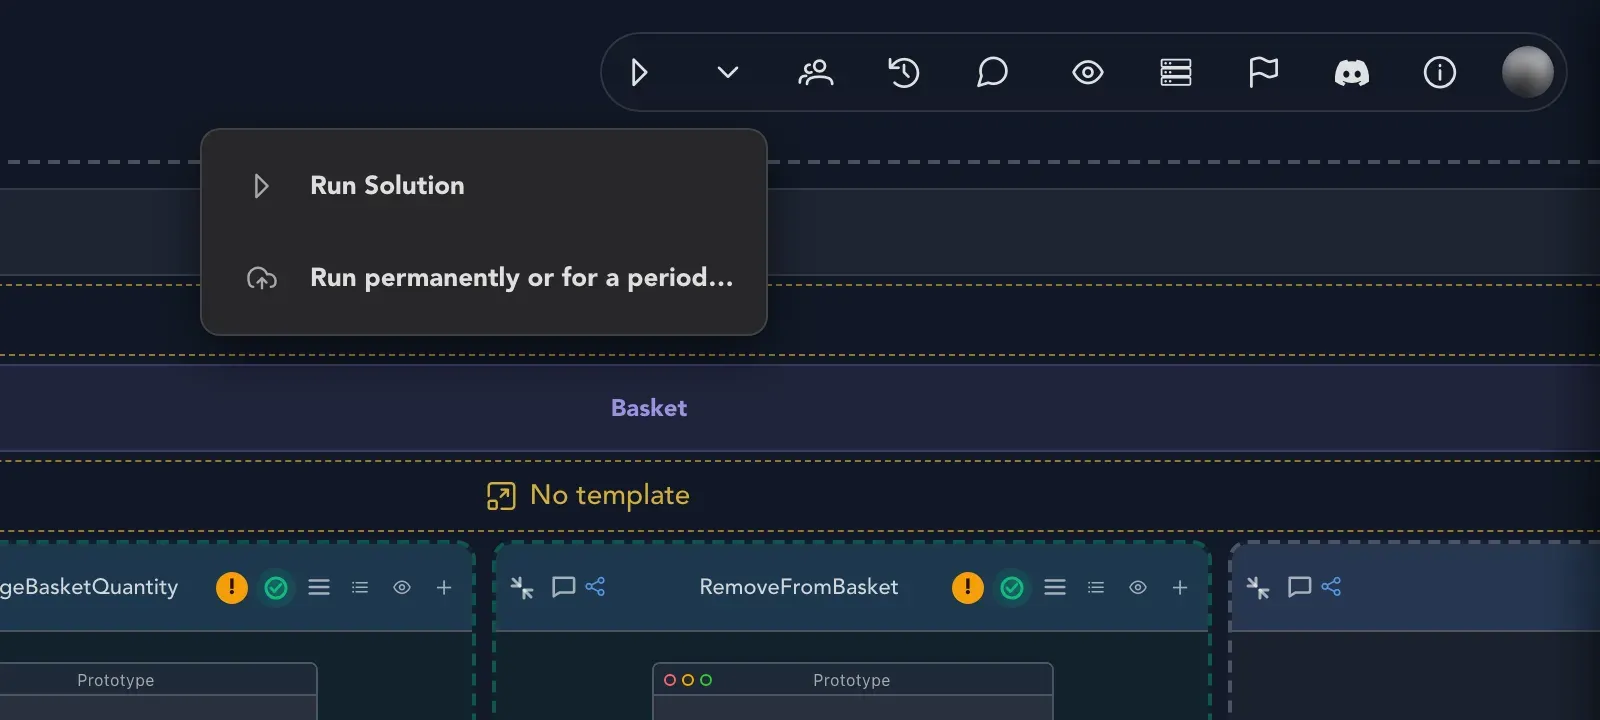 Run Solution
Run permanently or for a period...
Basket
No template
geBasketQuantity
RemoveFromBasket
Prototype
Prototype